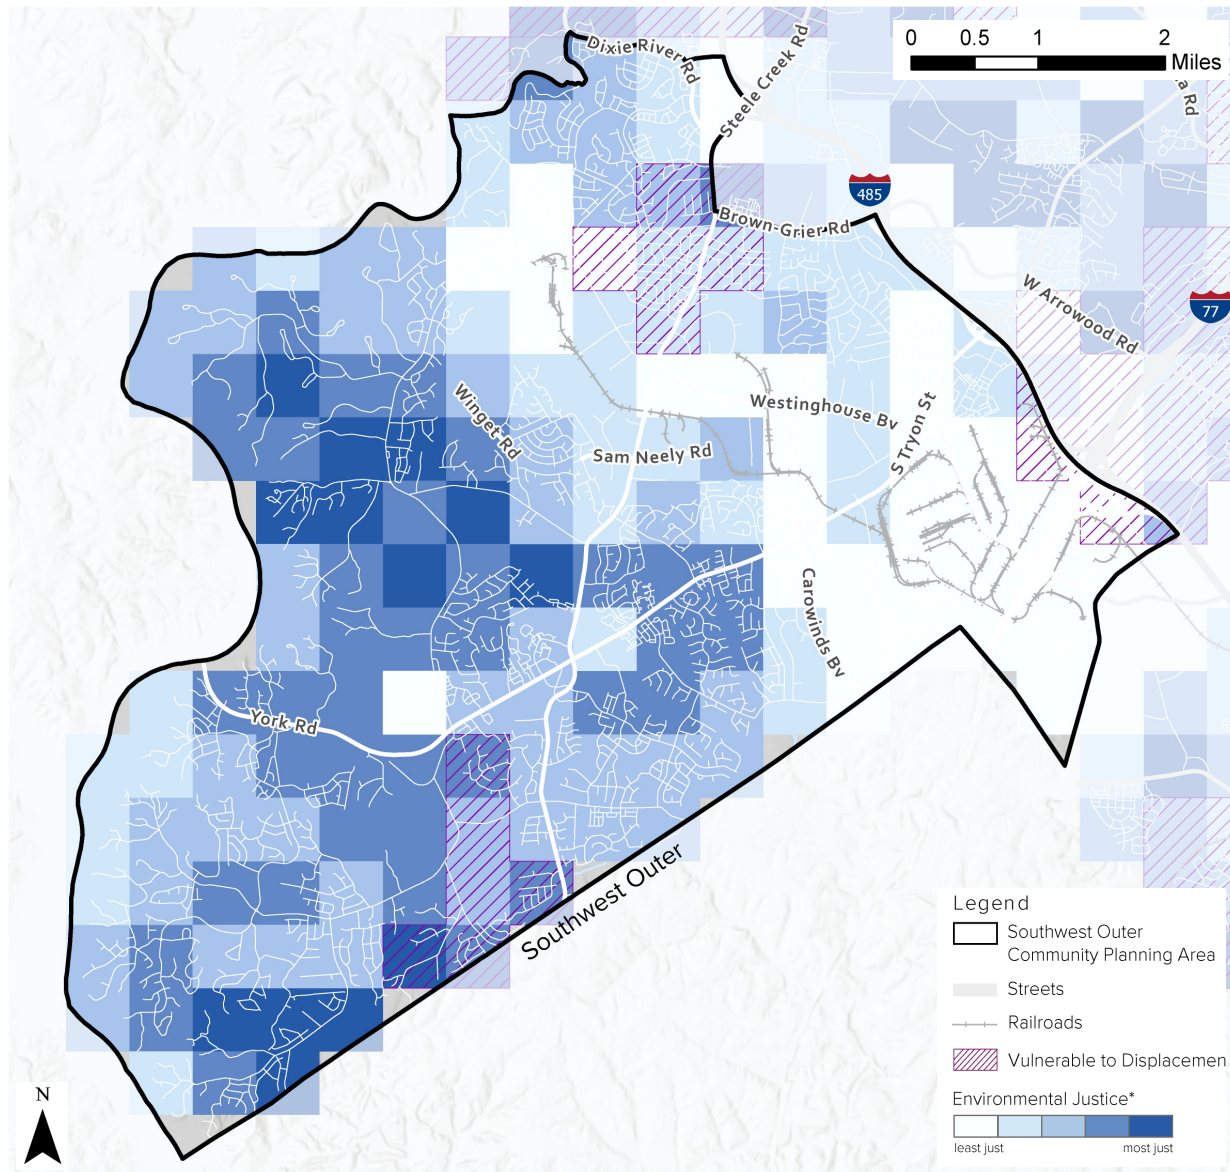 0 0.5 1 2
Miles
Dixie River Rd
Steele Creek Rd
a Rd
485
Brown-Grier Rd
W Arrowood Rd
77
Winget Rd
Westinghouse Bv
S Tryon St
Sam Neely Rd
Carowinds Bv
York Rd
Southwest Outer
Legend
Southwest Outer
Community Planning Area
Streets
Railroads
Vulnerable to Displacemen
Environmental Justice*
least just most just
N